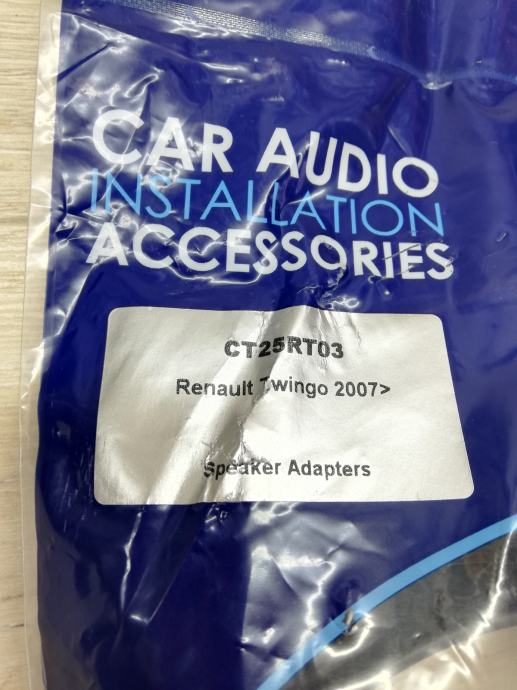 CAR AUDIO
INSTALLATION
ACCESSORIES
CT25RT03
Renault Twingo 2007>
Speaker Adapters